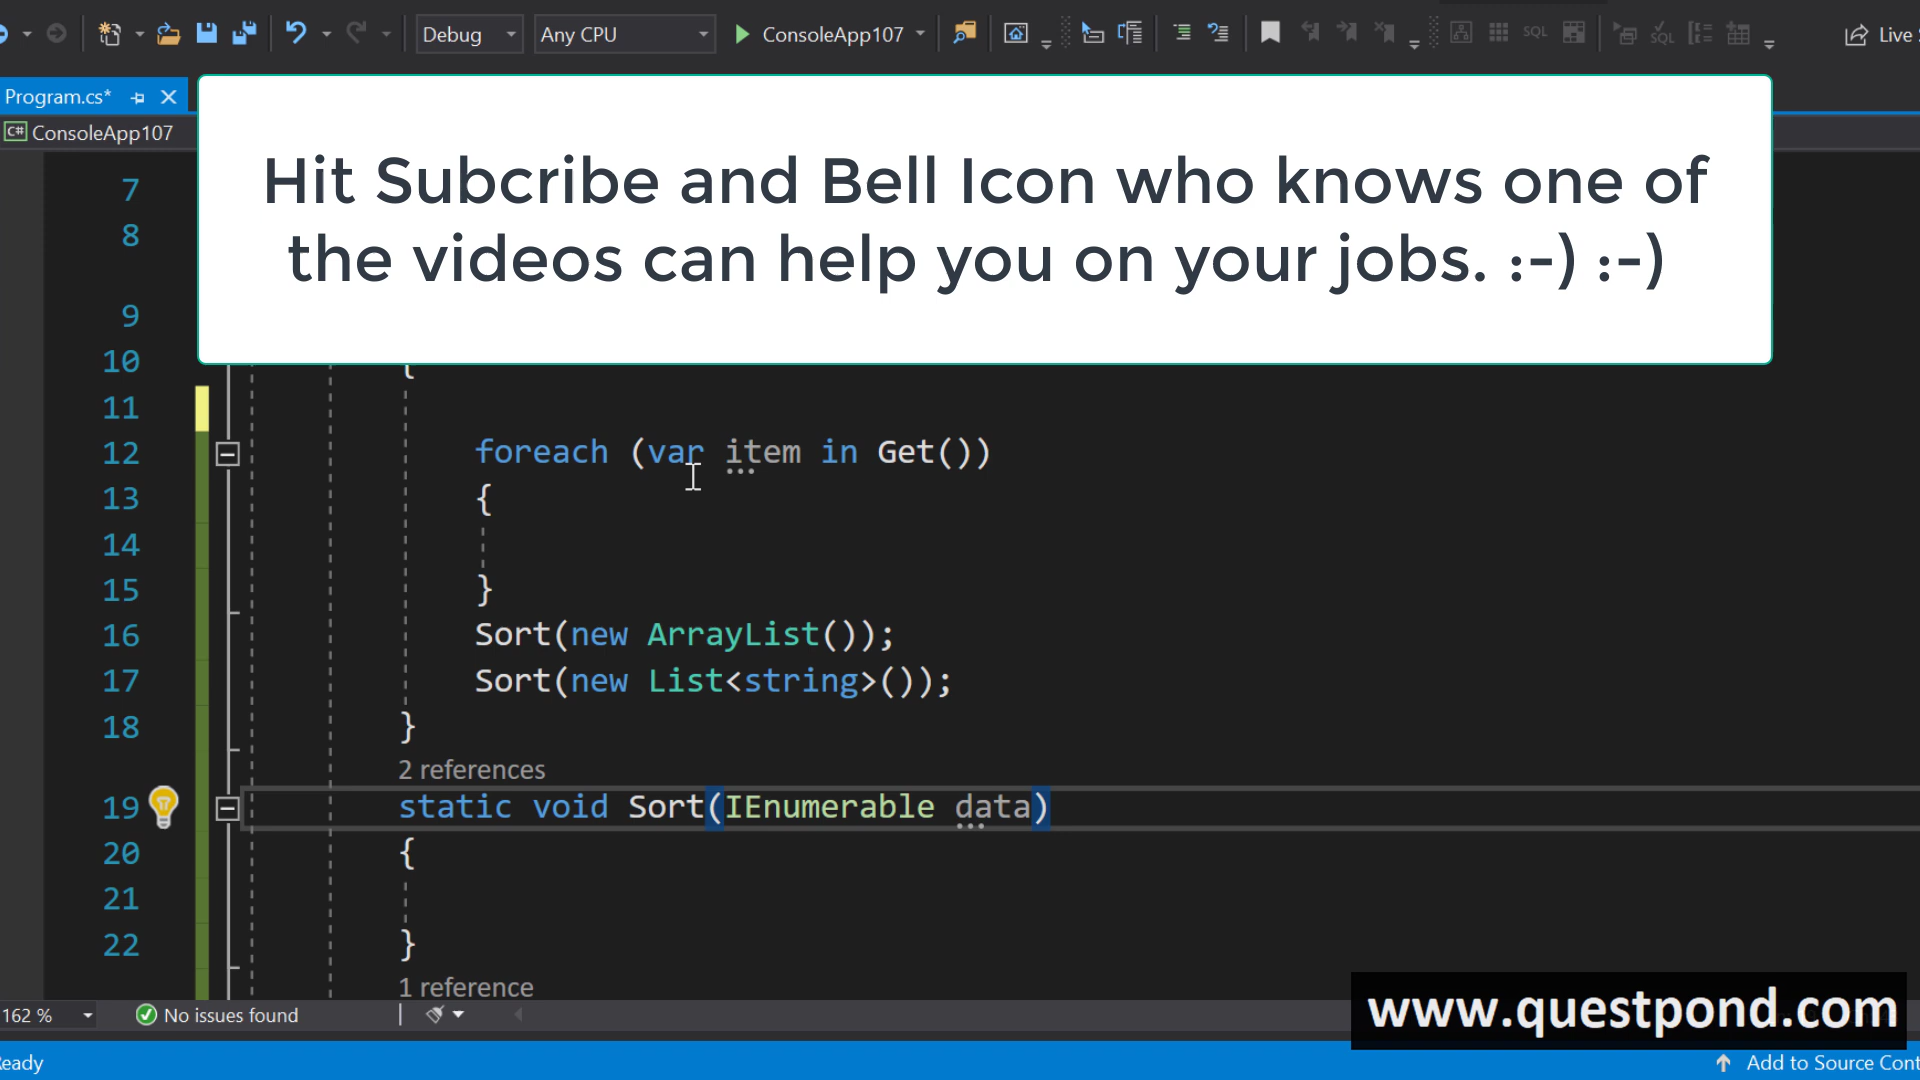 Debug Any CPU ConsoleApp107 SQL SQL Live
Program.cs*
C# ConsoleApp107
Hit Subcribe and Bell Icon who knows one of
the videos can help you on your jobs. :-) :-)
7
8
9
10 {
11
12 foreach (var item in Get())
13 {
14
15 }
16 Sort(new ArrayList());
17 Sort(new List<string>());
18 }
2 references
19 static void Sort(IEnumerable data)
20 {
21
22 }
1 reference
www.questpond.com
162 % No issues found
Add to Source